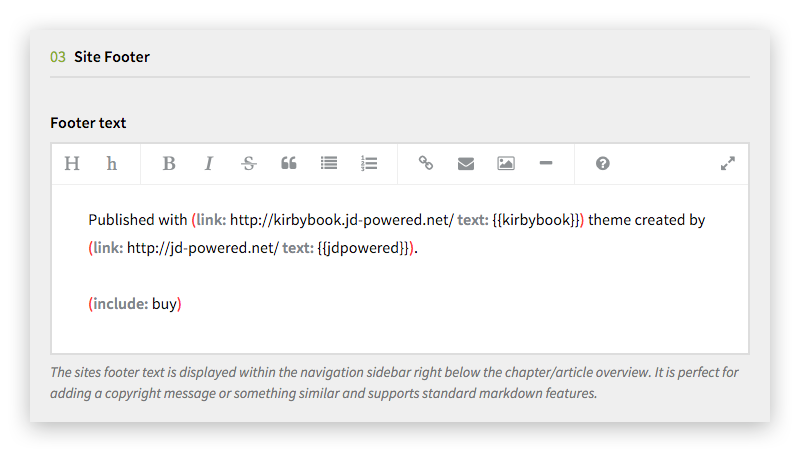 03 Site Footer
Footer text
H h B I S
Published with (link: http://kirbybook.jd-powered.net/ text: {{kirbybook}}) theme created by
(link: http://jd-powered.net/ text: {{jdpowered}}).
(include: buy)
The sites footer text is displayed within the navigation sidebar right below the chapter/article overview. It is perfect for
adding a copyright message or something similar and supports standard markdown features.